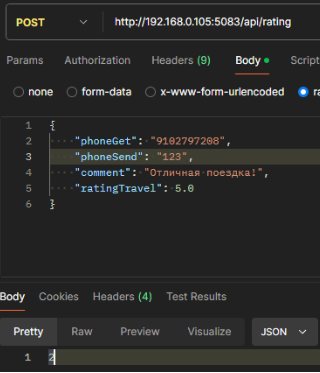 POST http://192.168.0.105:5083/api/rating
Params Authorization Headers (9) Body Script
none form-data x-www-form-urlencoded ra
1 {
2 "phoneGet": "9102797208",
3 "phoneSend": "123",
4 "comment": "Отличная поездка!",
5 "ratingTravel": 5.0
6 }
Body Cookies Headers (4) Test Results
Pretty Raw Preview Visualize JSON
1 2